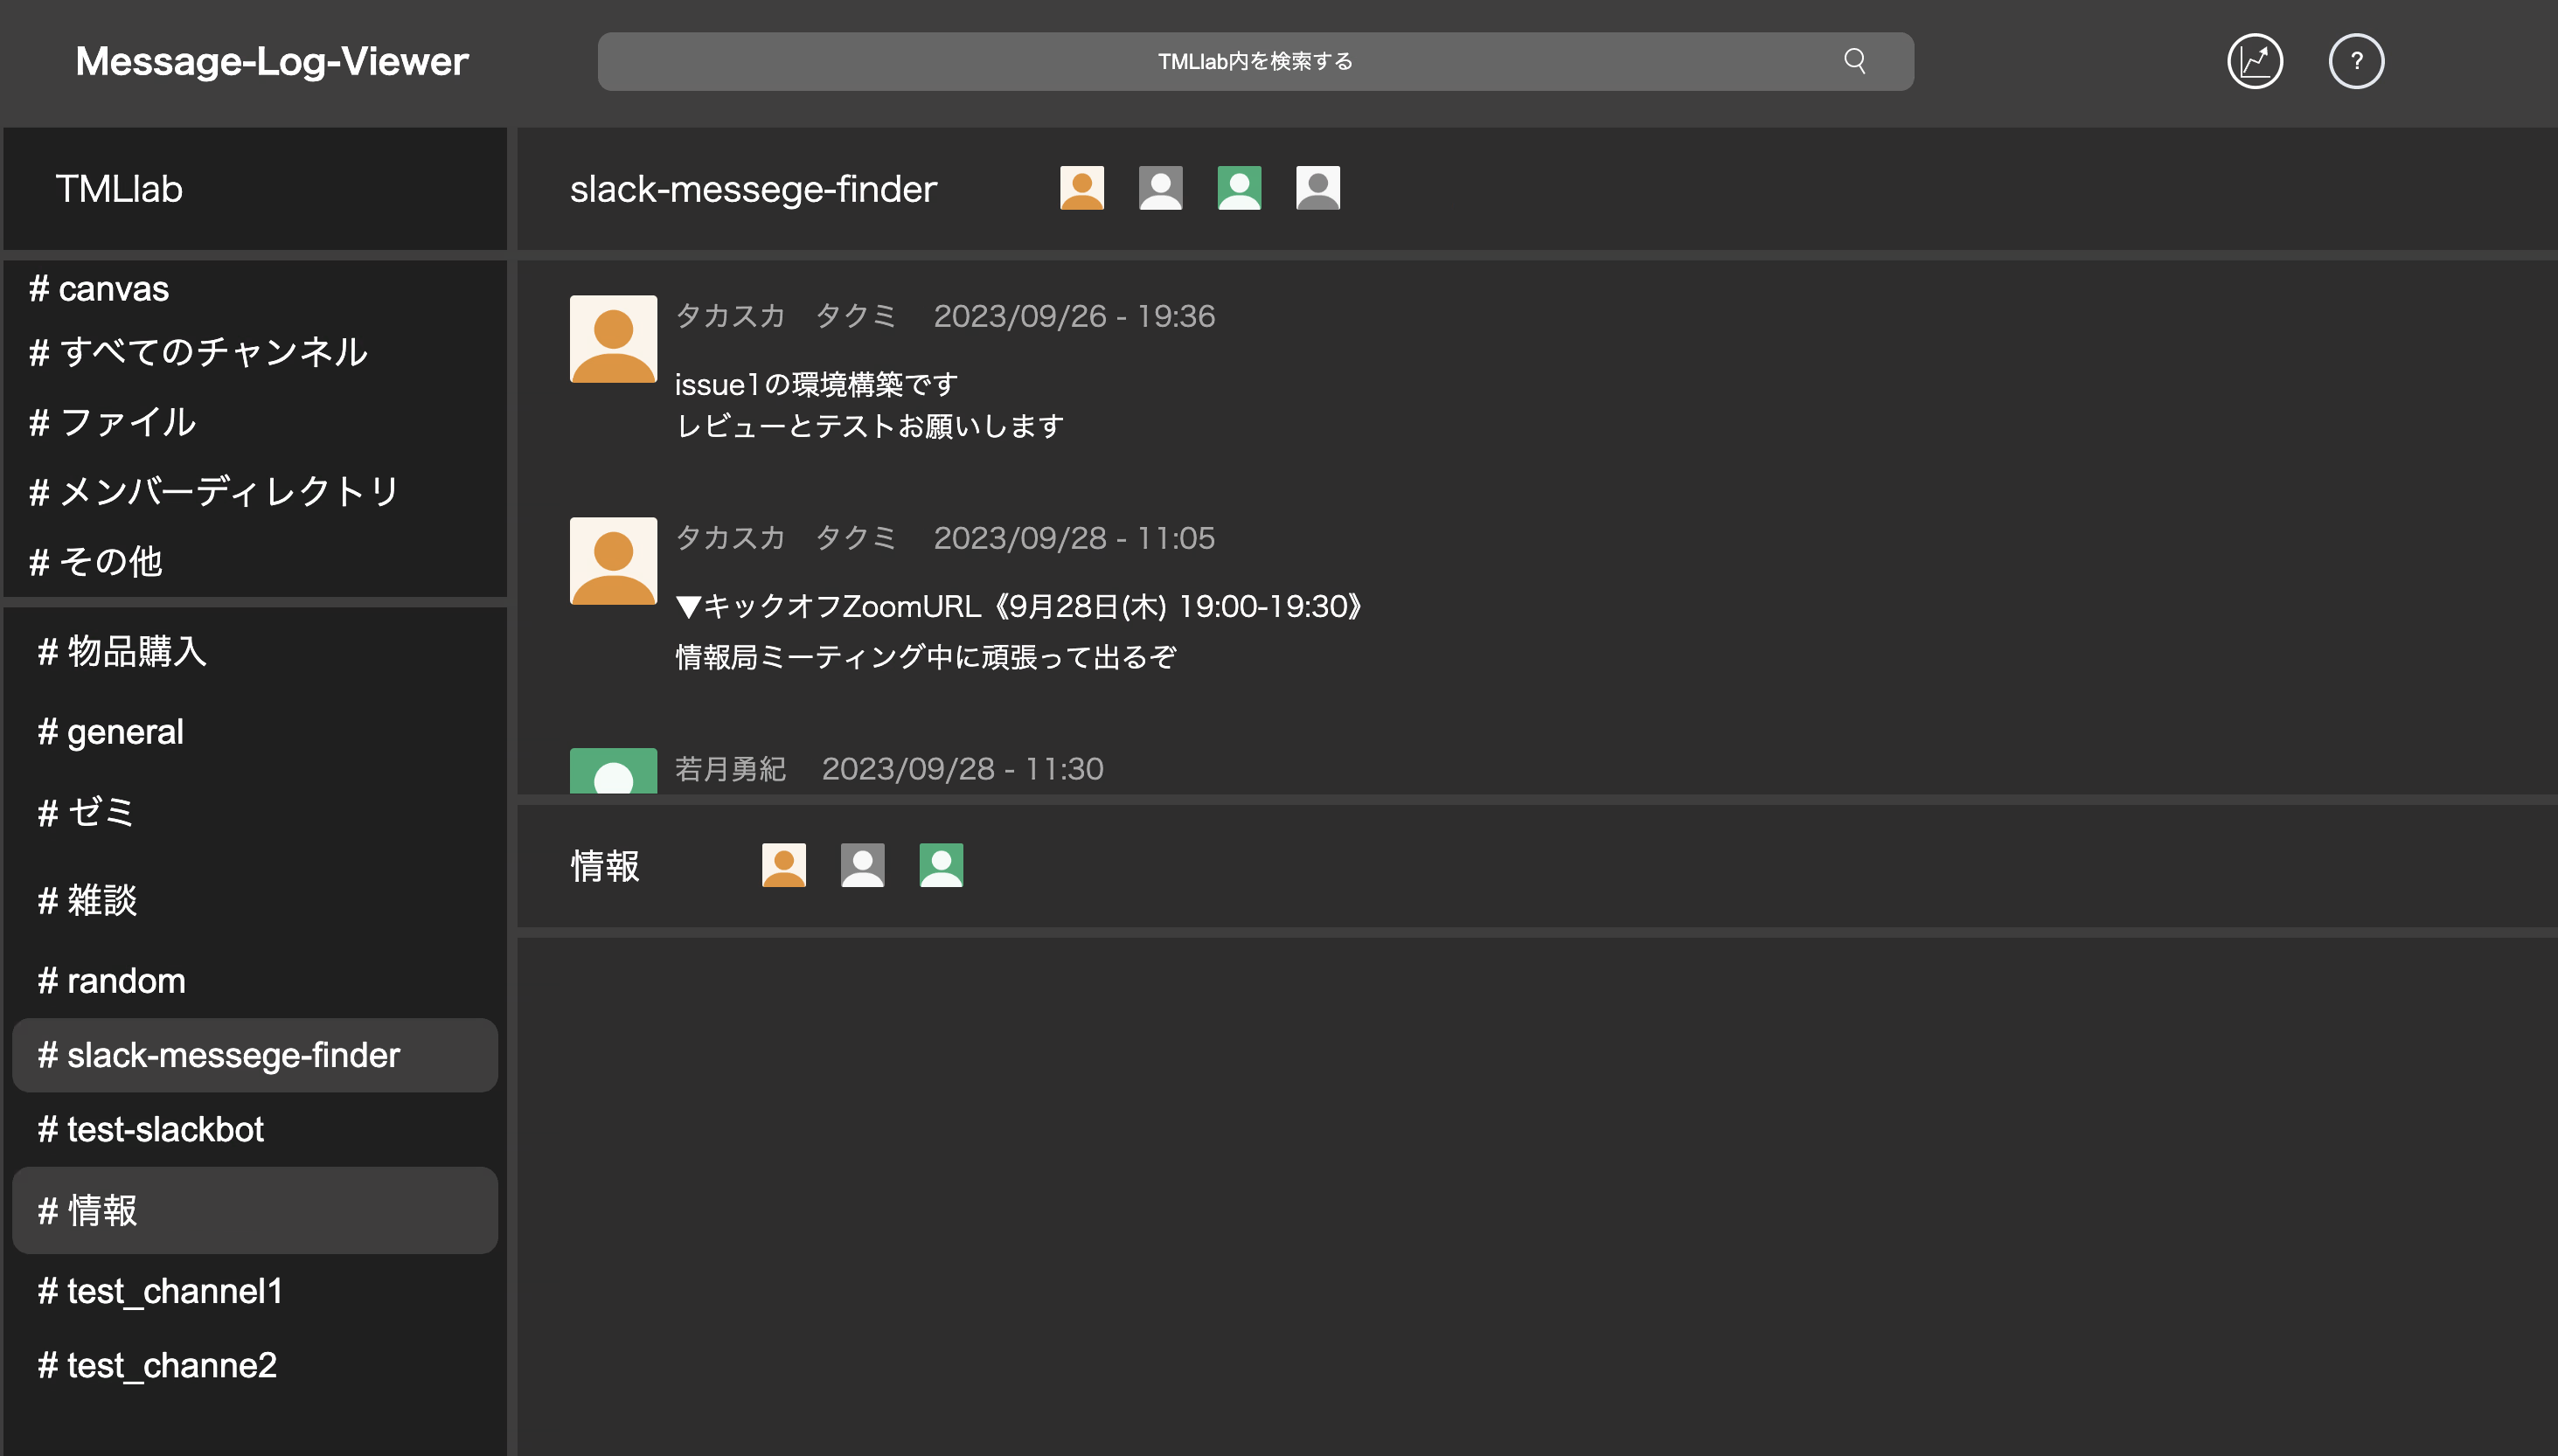 Message-Log-Viewer
TMLlab内を検索する
?
TMLlab
# canvas
# すべてのチャンネル
# ファイル
# メンバーディレクトリ
# その他
# 物品購入
# general
# ゼミ
# 雑談
# random
# slack-messege-finder
# test-slackbot
# 情報
# test_channel1
# test_channe2
slack-messege-finder
タカスカ　タクミ　2023/09/26 - 19:36
issue1の環境構築です
レビューとテストお願いします
タカスカ　タクミ　2023/09/28 - 11:05
▼キックオフZoomURL《9月28日(木) 19:00-19:30》
情報局ミーティング中に頑張って出るぞ
若月勇紀　2023/09/28 - 11:30
情報